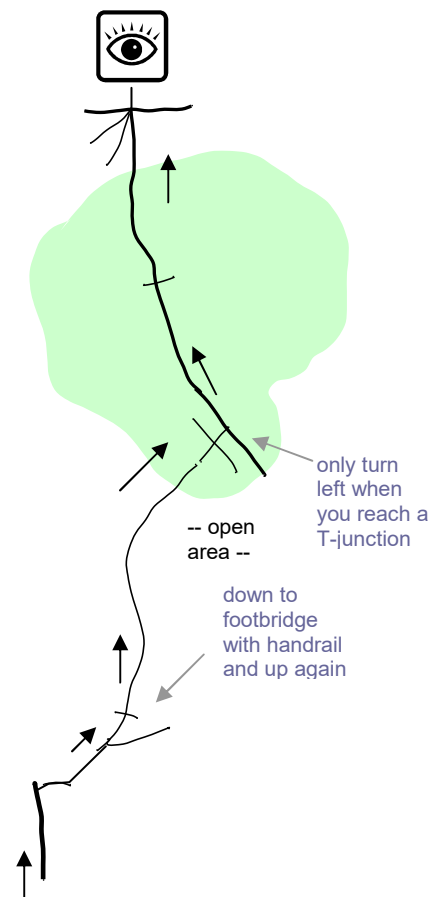 only turn
left when
you reach a
T-junction
-- open
area --
down to
footbridge
with handrail
and up again